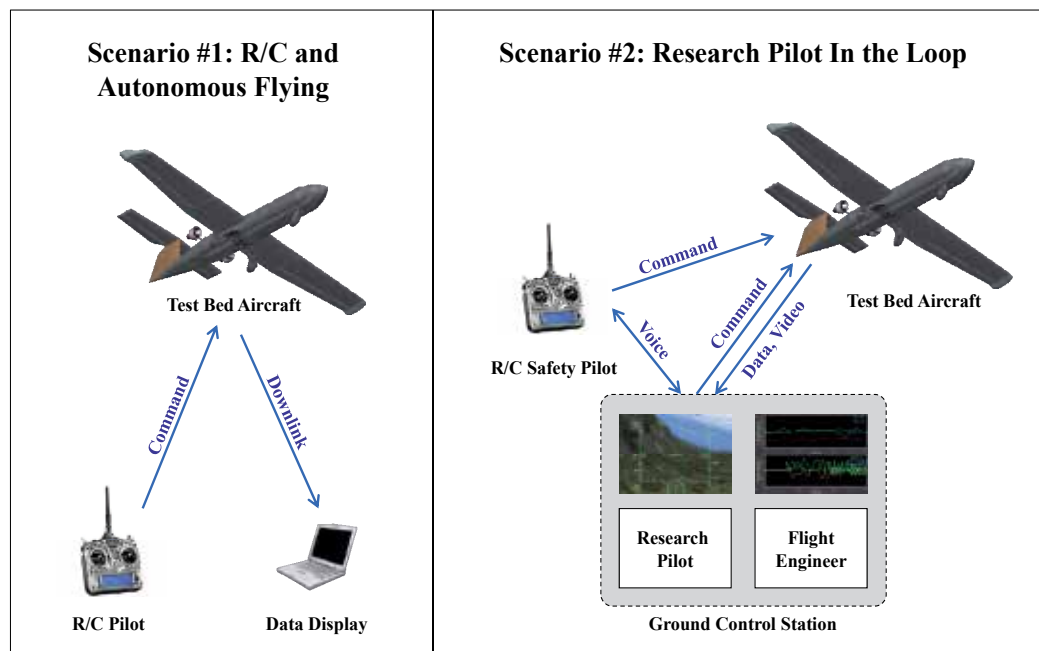 Scenario #1: R/C and
Autonomous Flying
Test Bed Aircraft
Command
Downlink
R/C Pilot
Data Display
Scenario #2: Research Pilot In the Loop
Command
Test Bed Aircraft
Voice
Command
Data, Video
R/C Safety Pilot
Research
Pilot
Flight
Engineer
Ground Control Station